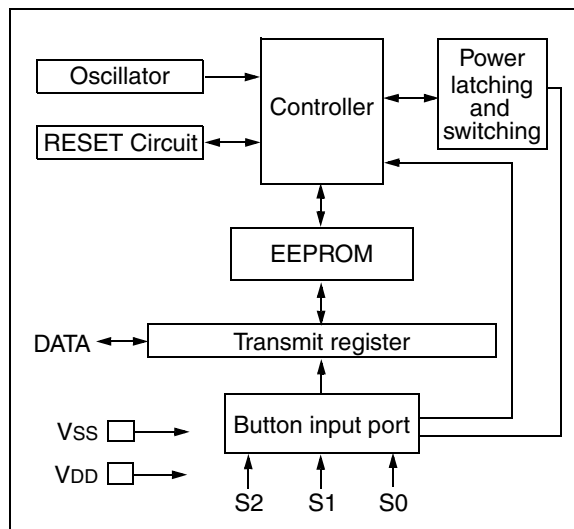 Oscillator
RESET Circuit
Controller
Power
latching
and
switching
EEPROM
DATA
Transmit register
Button input port
VSS
VDD
S2
S1
S0